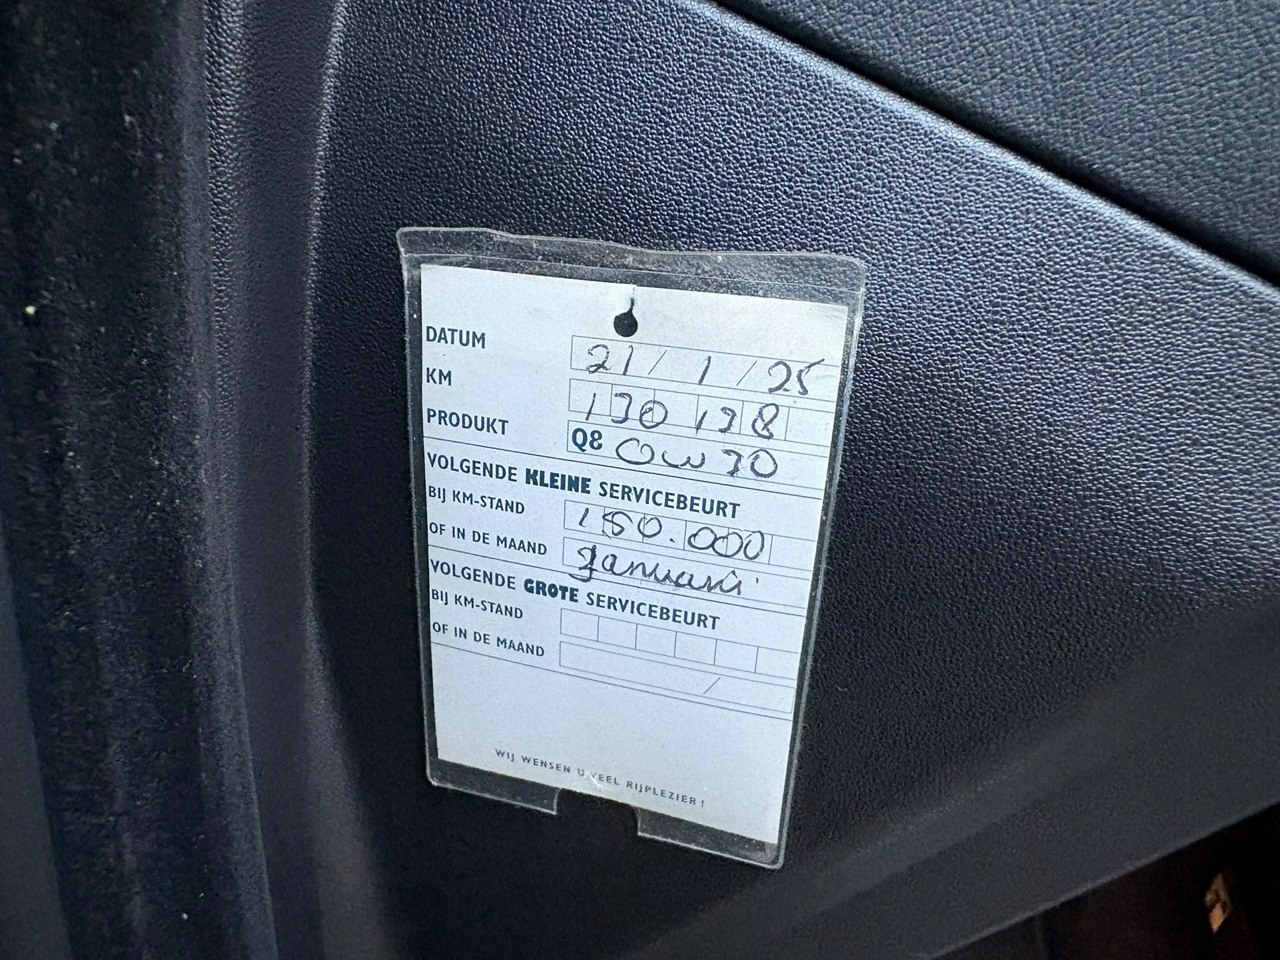 DATUM 21 / 1 / 25
KM 130 138
PRODUKT Q8 0W30
VOLGENDE KLEINE SERVICEBEURT
BIJ KM-STAND 150.000
OF IN DE MAAND Januari
VOLGENDE GROTE SERVICEBEURT
BIJ KM-STAND
OF IN DE MAAND /
WIJ WENSEN U VEEL RIJPLEZIER!